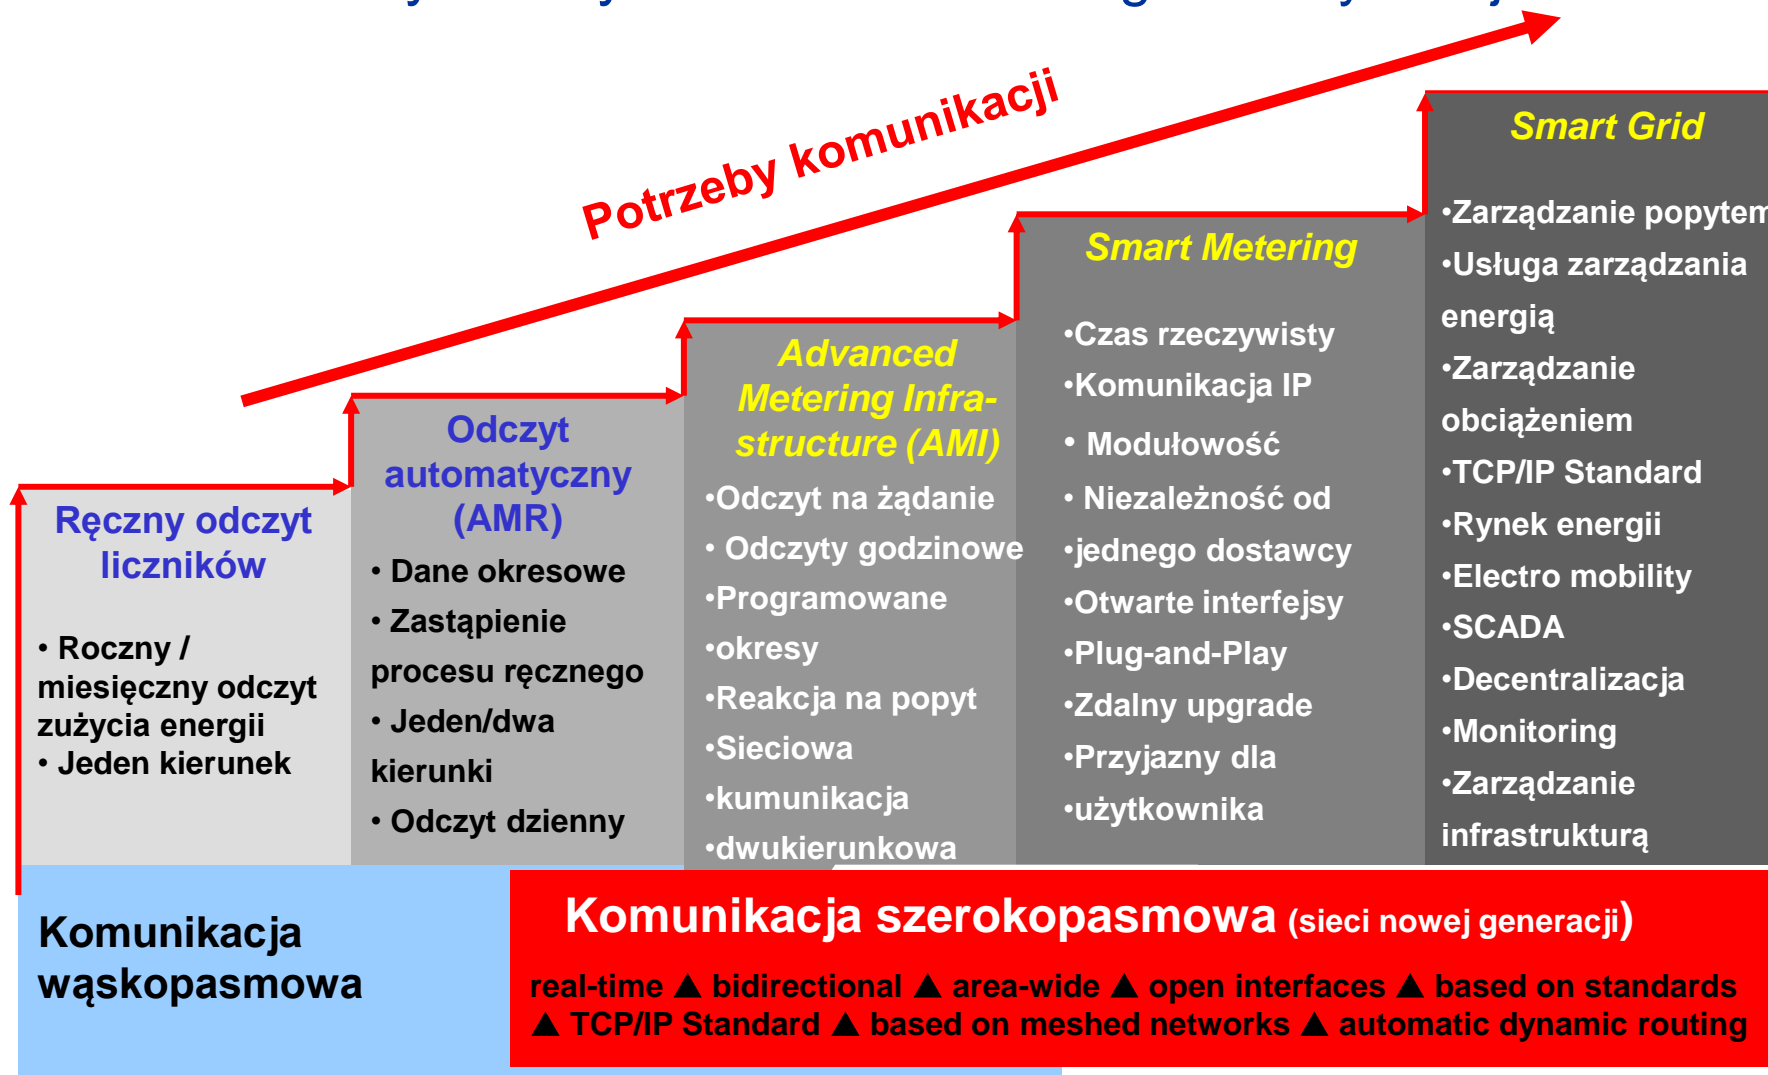 Potrzeby komunikacji
Ręczny odczyt
liczników
• Roczny /
miesięczny odczyt
zużycia energii
• Jeden kierunek
Odczyt
automatyczny
(AMR)
• Dane okresowe
• Zastąpienie
procesu ręcznego
• Jeden/dwa
kierunki
• Odczyt dzienny
Advanced
Metering Infra-
structure (AMI)
•Odczyt na żądanie
• Odczyty godzinowe
•Programowane
•okresy
•Reakcja na popyt
•Sieciowa
•kumunikacja
•dwukierunkowa
Smart Metering
•Czas rzeczywisty
•Komunikacja IP
• Modułowość
• Niezależność od
•jednego dostawcy
•Otwarte interfejsy
•Plug-and-Play
•Zdalny upgrade
•Przyjazny dla
•użytkownika
Smart Grid
•Zarządzanie popytem
•Usługa zarządzania
energią
•Zarządzanie
obciążeniem
•TCP/IP Standard
•Rynek energii
•Electro mobility
•SCADA
•Decentralizacja
•Monitoring
•Zarządzanie
infrastrukturą
Komunikacja
wąskopasmowa
Komunikacja szerokopasmowa (sieci nowej generacji)
real-time ▲ bidirectional ▲ area-wide ▲ open interfaces ▲ based on standards
▲ TCP/IP Standard ▲ based on meshed networks ▲ automatic dynamic routing